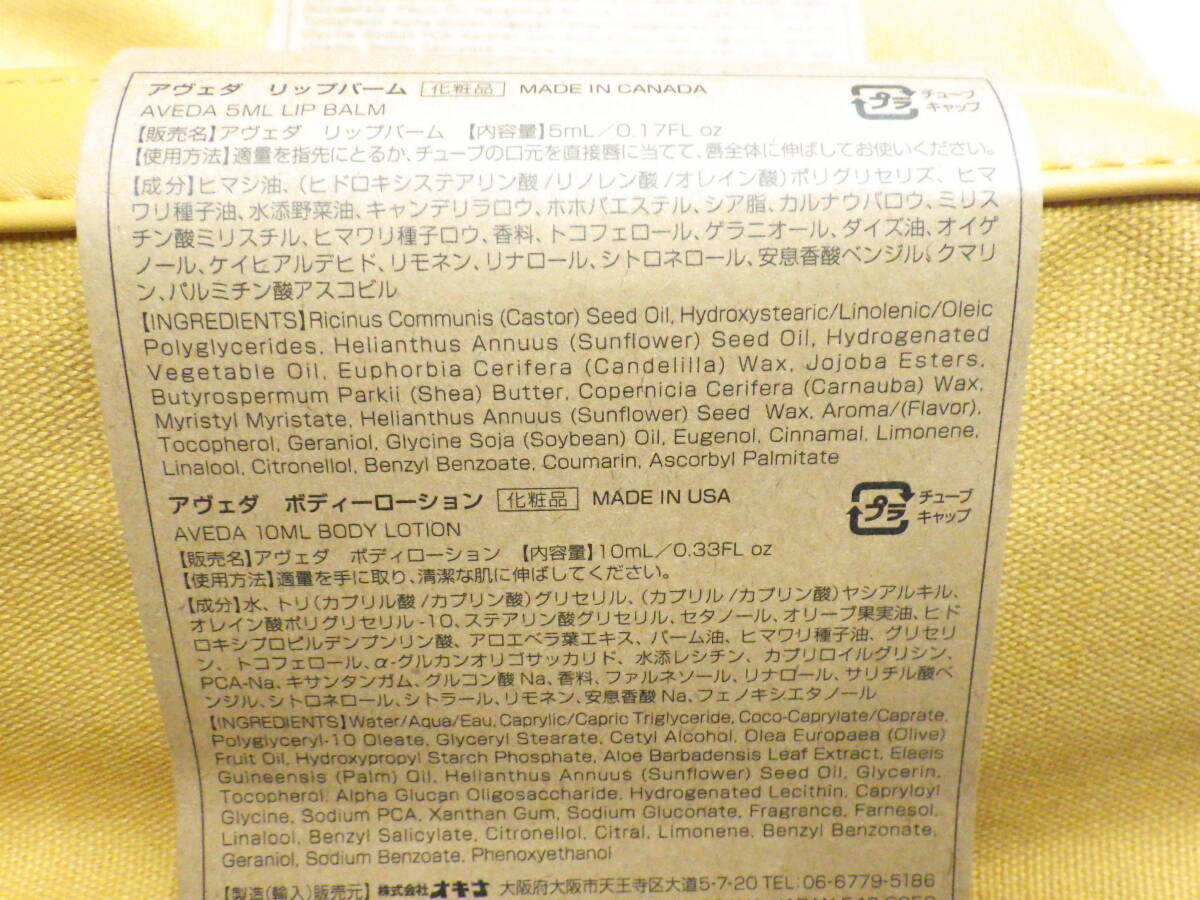 アヴェダ リップバーム 化粧品 MADE IN CANADA
AVEDA 5ML LIP BALM
プラ チューブ
キャップ
【販売名】アヴェダ リップバーム 【内容量】5mL/0.17FL oz
【使用方法】適量を指先にとるか、チューブの口元を直接唇に当てて、唇全体に伸ばしてお使いください。
【成分】ヒマシ油、(ヒドロキシステアリン酸/リノレン酸/オレイン酸)ポリグリセリズ、ヒマ
ワリ種子油、水添野菜油、キャンデリラロウ、ホホバエステル、シア脂、カルナウバロウ、ミリス
チン酸ミリスチル、ヒマワリ種子ロウ、香料、トコフェロール、ゲラニオール、ダイズ油、オイゲ
ノール、ケイヒアルデヒド、リモネン、リナロール、シトロネロール、安息香酸ベンジル、クマリ
ン、パルミチン酸アスコビル
【INGREDIENTS】Ricinus Communis (Castor) Seed Oil, Hydroxystearic/Linolenic/Oleic
Polyglycerides, Helianthus Annuus (Sunflower) Seed Oil, Hydrogenated
Vegetable Oil, Euphorbia Cerifera (Candelilla) Wax, Jojoba Esters,
Butyrospermum Parkii (Shea) Butter, Copernicia Cerifera (Carnauba) Wax,
Myristyl Myristate, Helianthus Annuus (Sunflower) Seed Wax, Aroma/(Flavor),
Tocopherol, Geraniol, Glycine Soja (Soybean) Oil, Eugenol, Cinnamal, Limonene,
Linalool, Citronellol, Benzyl Benzoate, Coumarin, Ascorbyl Palmitate
アヴェダ ボディーローション 化粧品 MADE IN USA
AVEDA 10ML BODY LOTION
プラ チューブ
キャップ
【販売名】アヴェダ ボディローション 【内容量】10mL/0.33FL oz
【使用方法】適量を手に取り、清潔な肌に伸ばしてください。
【成分】水、トリ(カプリル酸/カプリン酸)グリセリル、(カプリル/カプリン酸)ヤシアルキル、
オレイン酸ポリグリセリル-10、ステアリン酸グリセリル、セタノール、オリーブ果実油、ヒド
ロキシプロピルデンプンリン酸、アロエベラ葉エキス、パーム油、ヒマワリ種子油、グリセリ
ン、トコフェロール、α-グルカンオリゴサッカリド、水添レシチン、カプリロイルグリシン、
PCA-Na、キサンタンガム、グルコン酸Na、香料、ファルネソール、リナロール、サリチル酸ベ
ンジル、シトロネロール、シトラール、リモネン、安息香酸Na、フェノキシエタノール
【INGREDIENTS】Water/Aqua/Eau, Caprylic/Capric Triglyceride, Coco-Caprylate/Caprate,
Polyglyceryl-10 Oleate, Glyceryl Stearate, Cetyl Alcohol, Olea Europaea (Olive)
Fruit Oil, Hydroxypropyl Starch Phosphate, Aloe Barbadensis Leaf Extract, Elaeis
Guineensis (Palm) Oil, Helianthus Annuus (Sunflower) Seed Oil, Glycerin,
Tocopherol, Alpha Glucan Oligosaccharide, Hydrogenated Lecithin, Capryloyl
Glycine, Sodium PCA, Xanthan Gum, Sodium Gluconate, Fragrance, Farnesol,
Linalool, Benzyl Salicylate, Citronellol, Citral, Limonene, Benzyl Benzonate,
Geraniol, Sodium Benzoate, Phenoxyethanol
【製造(輸入)販売元】株式会社オキナ 大阪府大阪市天王寺区大道5-7-20 TEL:06-6779-5186